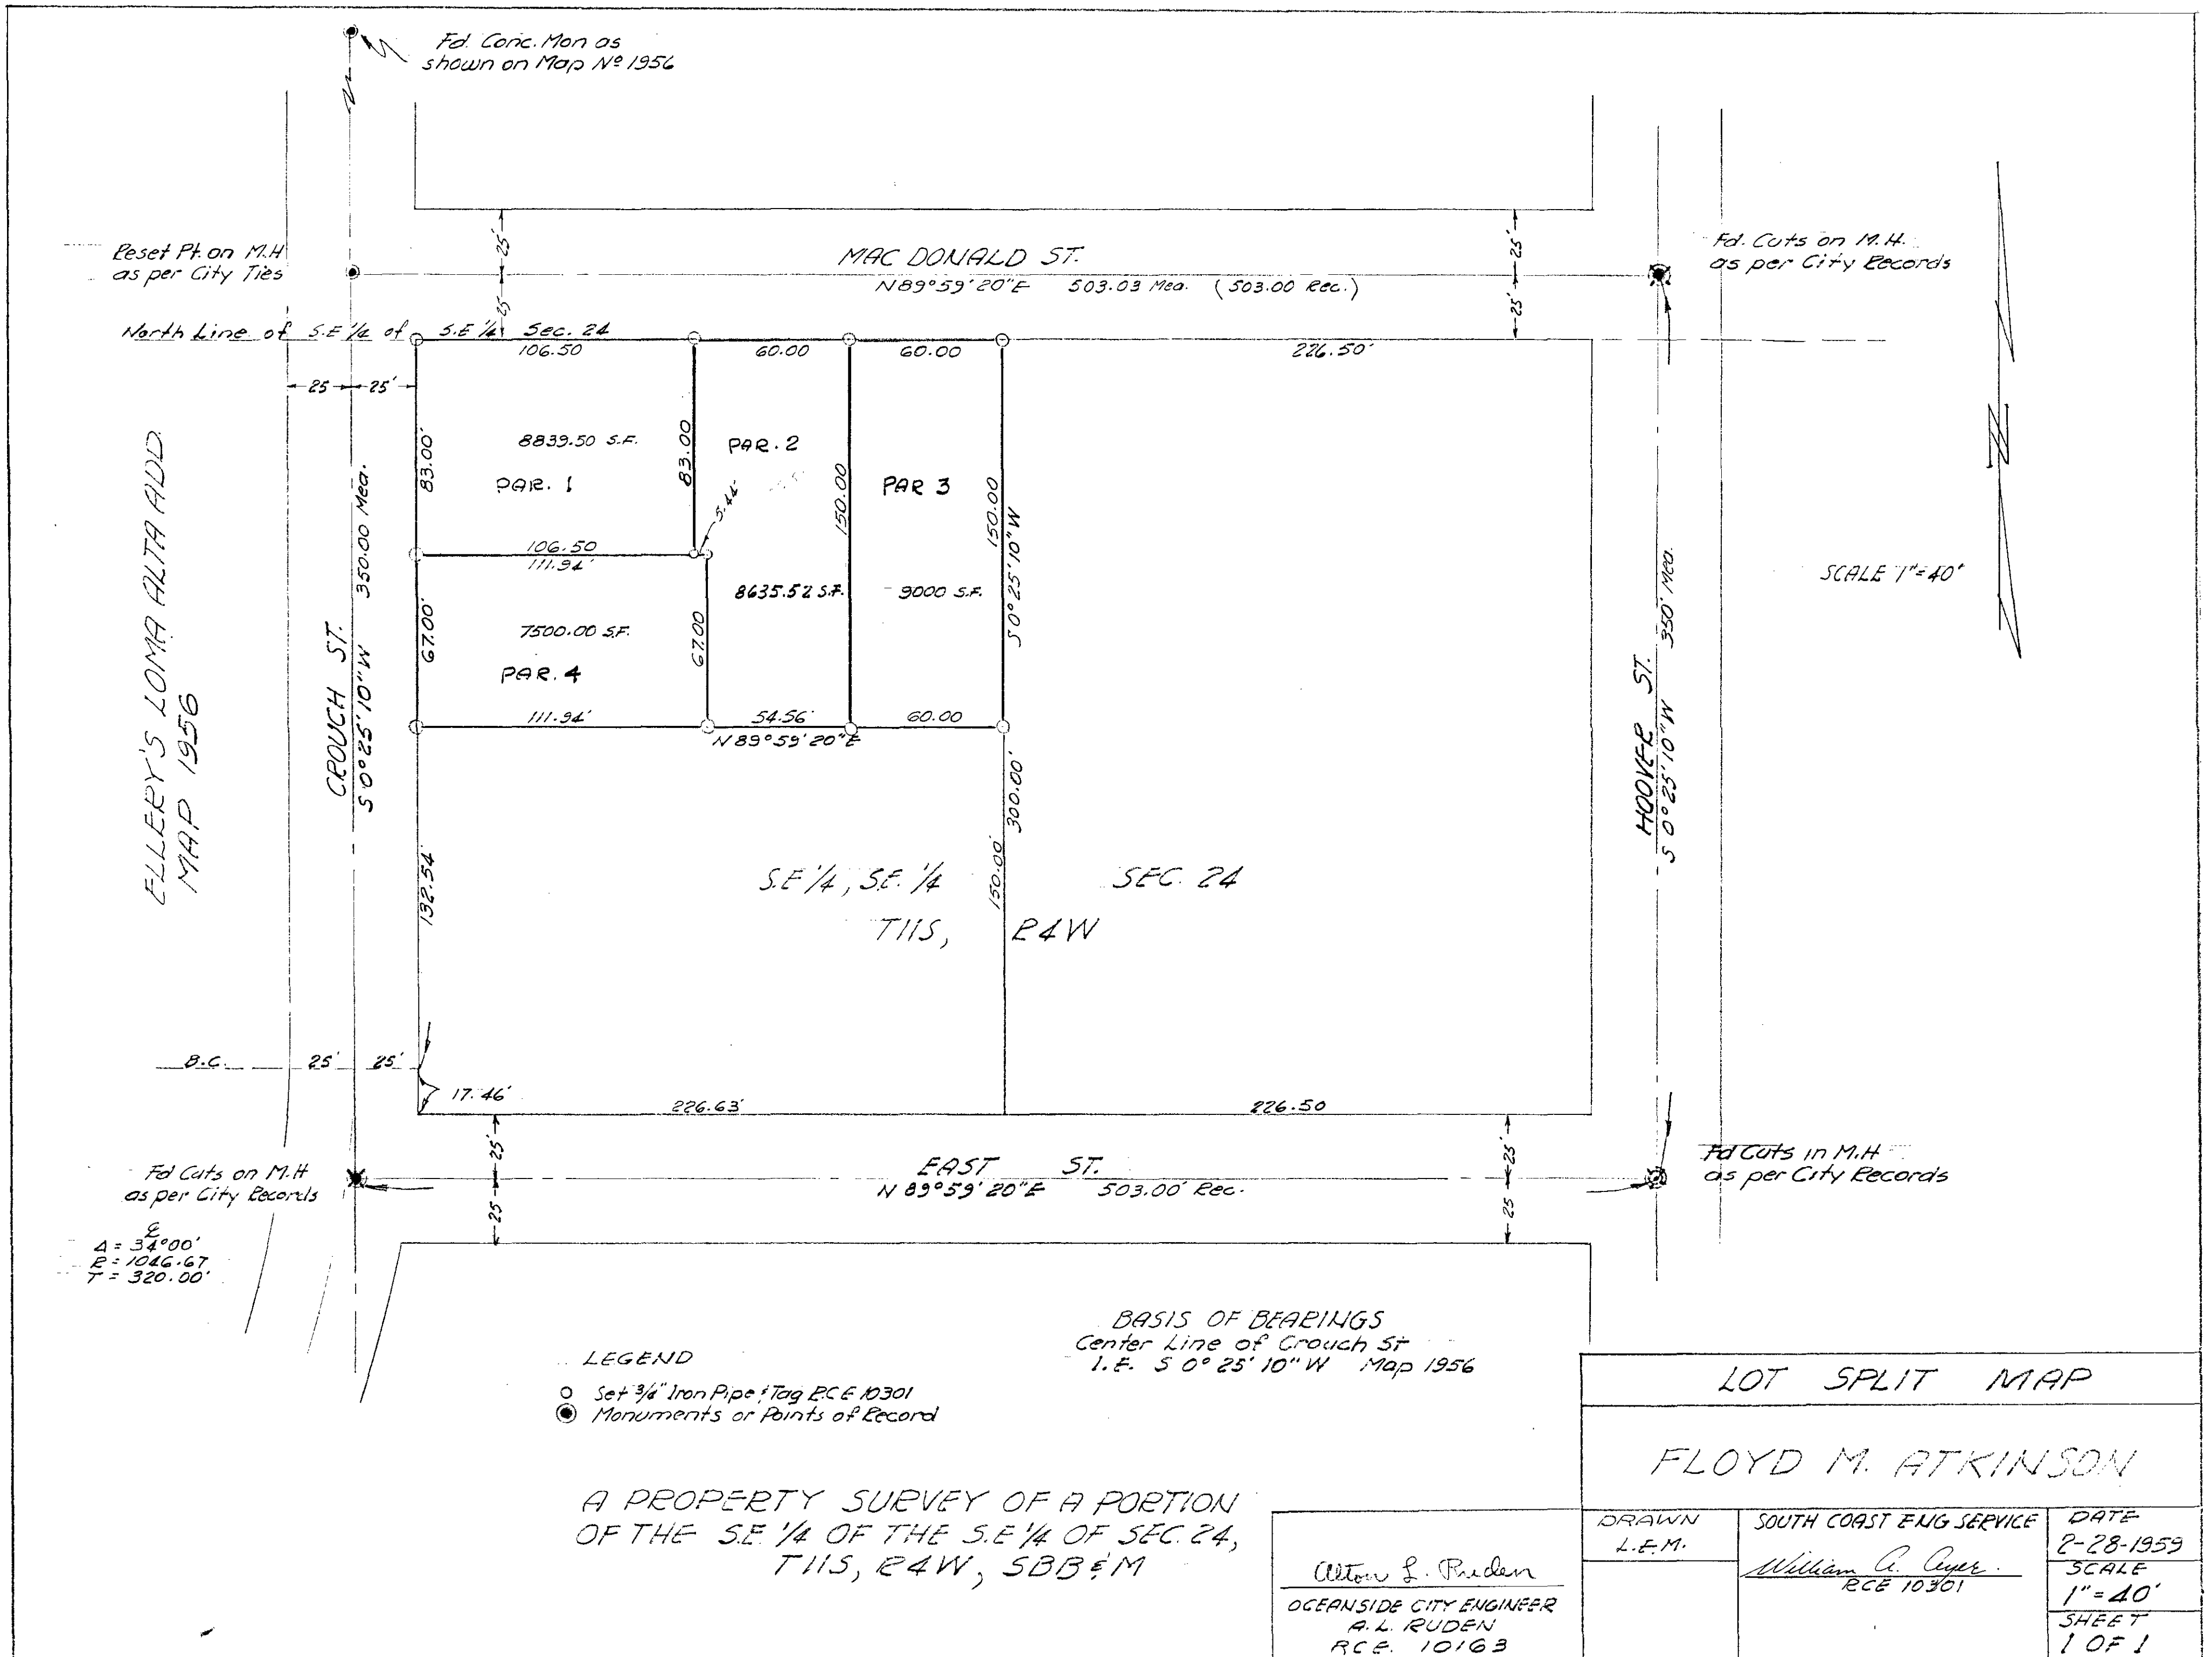 Fd. Conc. Mon as
shown on Map Nº 1956
Reset Pt. on M.H
as per City Ties
MAC DONALD ST.
N89°59'20"E 503.03 Mea. (503.00 Rec.)
25'
25
25'
25'
Fd. Cuts on M.H.
as per City Records
North Line of S.E 1/4 of S.E 1/4 Sec. 24
106.50
60.00
60.00
226.50'
25
25'
83.00'
8839.50 S.F.
PAR. 1
83.00
PAR. 2
150.00
PAR 3
150.00
S 0°25'10"W
5.44
106.50
111.94'
8635.52 S.F.
9000 S.F.
67.00'
7500.00 S.F.
PAR. 4
67.00
111.94'
54.56'
60.00
N89°59'20"E
ELLERY'S LOMA ALTA ADD.
MAP 1956
CROUCH ST.
S 0°25'10"W 350.00 Mea.
HOOVER ST.
S 0°25'10"W 350' Mea.
SCALE 1"=40'
N
132.54'
150.00'
300.00'
S.E 1/4, S.E. 1/4 SEC. 24
T11S, R4W
B.C. 25' 25'
17.46'
226.63'
226.50
25'
25
25'
25
EAST ST.
N 89°59'20"E 503.00' Rec.
Fd Cuts on M.H
as per City Records
Fd Cuts in M.H
as per City Records
℄
Δ = 34°00'
R = 1046.67
T = 320.00'
BASIS OF BEARINGS
Center Line of Crouch St
I.E. S 0°25'10"W Map 1956
LEGEND
Set 3/4" Iron Pipe & Tag RCE 10301
Monuments or Points of Record
A PROPERTY SURVEY OF A PORTION
OF THE S.E. 1/4 OF THE S.E 1/4 OF SEC. 24,
T11S, R4W, SBB & M
LOT SPLIT MAP
FLOYD M. ATKINSON
DRAWN
L.E.M.
SOUTH COAST ENG SERVICE
William A. Ayer.
RCE 10301
DATE
2-28-1959
SCALE
1"=40'
SHEET
1 OF 1
Alton L. Ruden
OCEANSIDE CITY ENGINEER
A.L. RUDEN
RCE. 10163